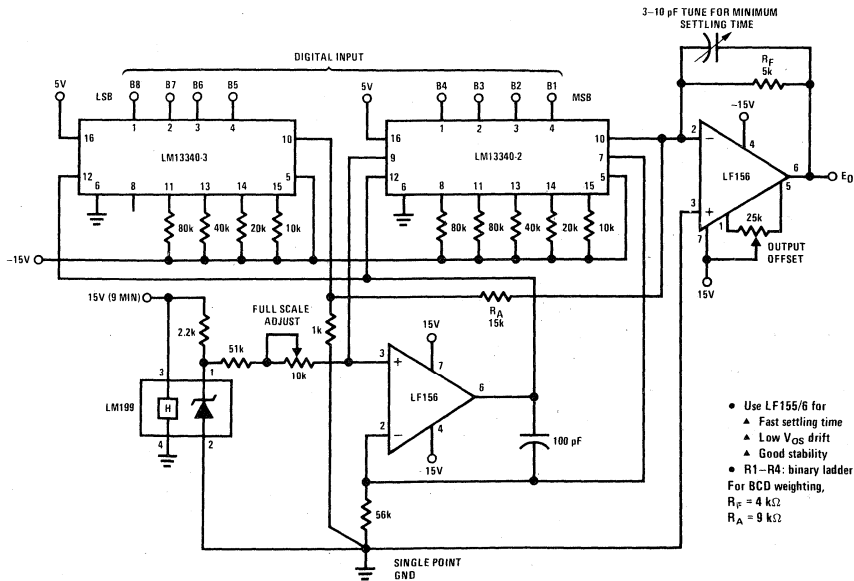 3–10 pF TUNE FOR MINIMUM
SETTLING TIME
DIGITAL INPUT
RF
5k
5V
LSB
B8
B7
B6
B5
5V
B4
B3
B2
B1
MSB
–15V
1
2
3
4
1
2
3
4
16
10
16
10
2
–
4
LM13340-3
LM13340-2
LF156
6
EO
12
5
9
7
12
5
5
6
8
11
13
14
15
6
8
11
13
14
15
3
+
1
25k
7
80k
40k
20k
10k
80k
80k
40k
20k
10k
OUTPUT
OFFSET
–15V
15V
15V (9 MIN)
FULL SCALE
ADJUST
1k
RA
15k
2.2k
51k
10k
15V
3
1
3
+
7
LM199
H
LF156
6
4
2
2
–
4
100 pF
15V
56k
SINGLE POINT
GND
• Use LF155/6 for
▲ Fast settling time
▲ Low VOS drift
▲ Good stability
• R1–R4: binary ladder
For BCD weighting,
RF = 4 kΩ
RA = 9 kΩ